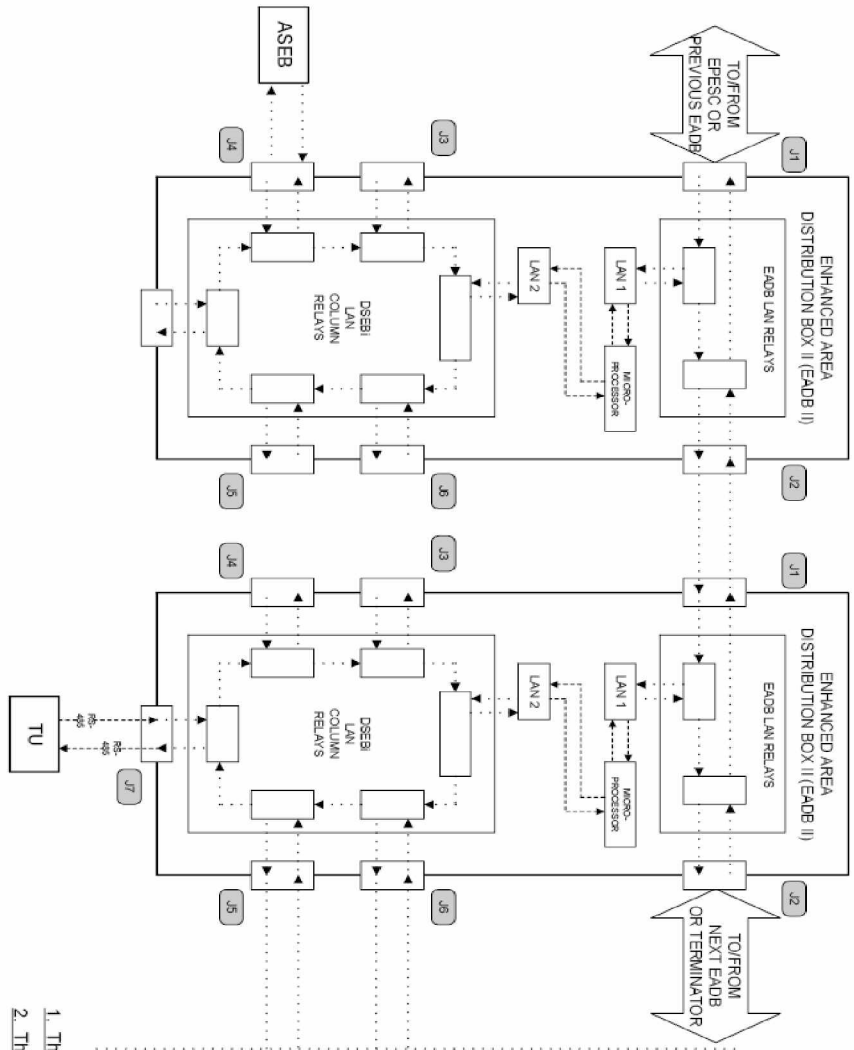 TO/FROM
EPESC OR
PREVIOUS EADB
J1
ENHANCED AREA
DISTRIBUTION BOX II (EADB II)
EADB LAN RELAYS
J2
LAN 1
MICRO-
PROCESSOR
LAN 2
DSEBi
LAN
COLUMN
RELAYS
J3
J4
ASEB
J6
J5
J1
ENHANCED AREA
DISTRIBUTION BOX II (EADB II)
EADB LAN RELAYS
J2
TO/FROM
NEXT EADB
OR TERMINATOR
LAN 1
MICRO-
PROCESSOR
LAN 2
DSEBi
LAN
COLUMN
RELAYS
J3
J4
J6
J5
RS-
485
RS-
485
J7
TU
1. Th
2. Th